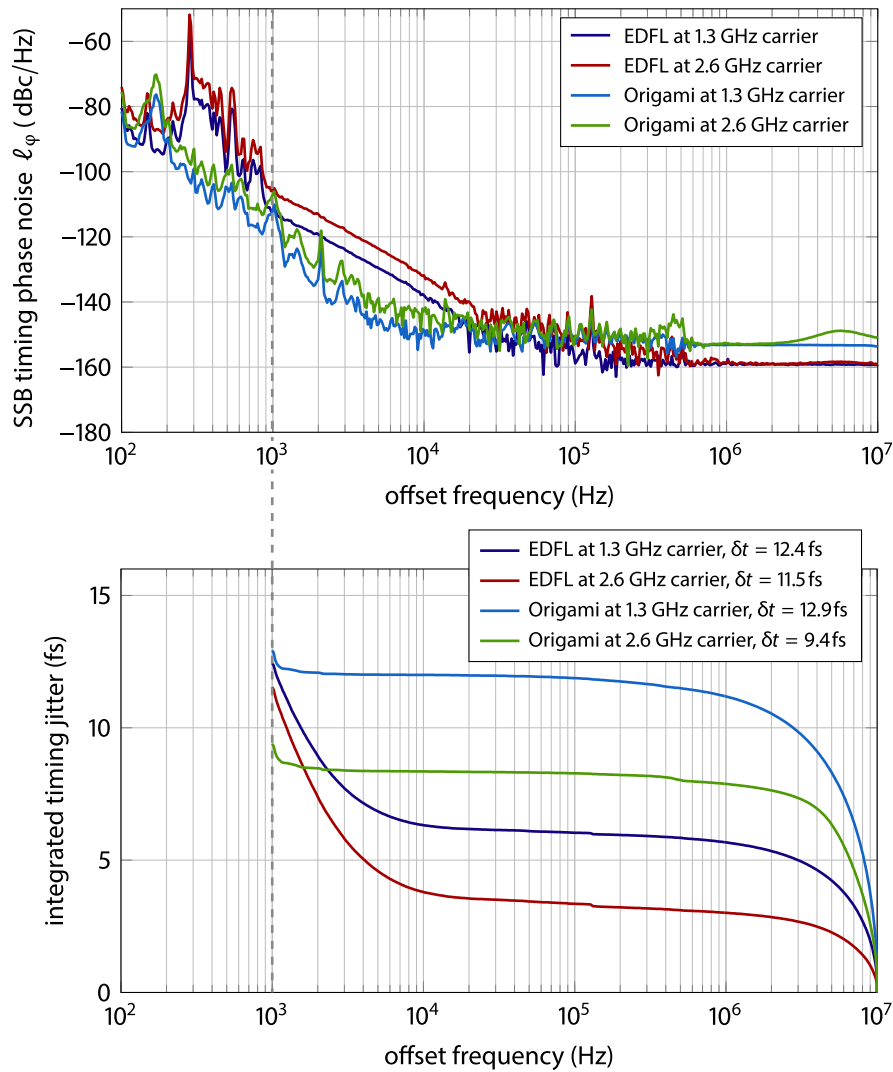 SSB timing phase noise ℓφ ( dBc/Hz)
−60
−80
−100
−120
−140
−160
−180
EDFL at 1.3 GHz carrier
EDFL at 2.6 GHz carrier
Origami at 1.3 GHz carrier
Origami at 2.6 GHz carrier
10² 10³ 10⁴ 10⁵ 10⁶ 10⁷
offset frequency (Hz)
EDFL at 1.3 GHz carrier, δt = 12.4 fs
EDFL at 2.6 GHz carrier, δt = 11.5 fs
Origami at 1.3 GHz carrier, δt = 12.9 fs
Origami at 2.6 GHz carrier, δt = 9.4 fs
integrated timing jitter (fs)
15
10
5
0
10² 10³ 10⁴ 10⁵ 10⁶ 10⁷
offset frequency (Hz)